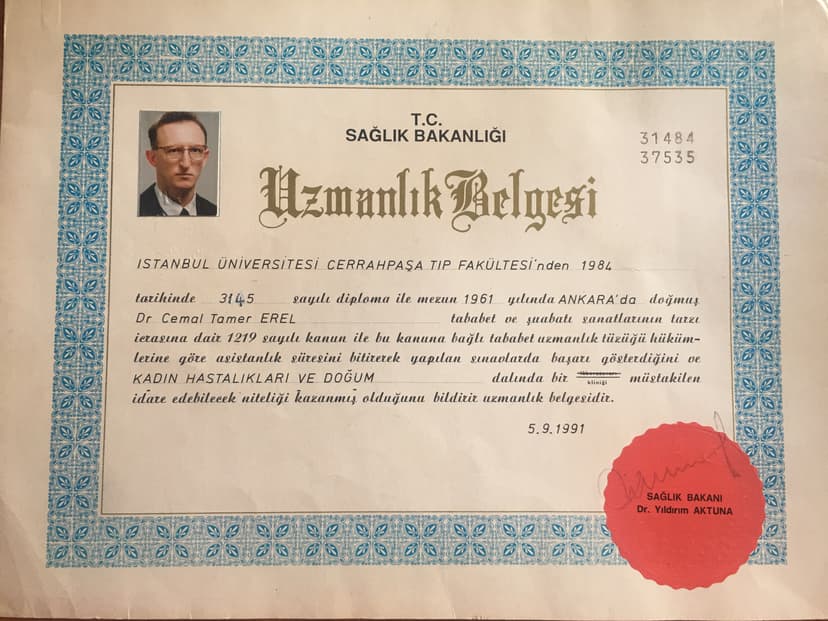 T.C.
SAĞLIK BAKANLIĞI
31484
37535
Uzmanlık Belgesi
ISTANBUL ÜNİVERSİTESİ CERRAHPAŞA TIP FAKÜLTESİ'nden 1984
tarihinde 3145 sayılı diploma ile mezun 1961 yılında ANKARA'da doğmuş
Dr Cemal Tamer EREL tababet ve şuabatı sanatlarının tarzı
icrasına dair 1219 sayılı kanun ile bu kanuna bağlı tababet uzmanlık tüzüğü hüküm-
lerine göre asistanlık süresini bitirerek yapılan sınavlarda başarı gösterdiğini ve
KADIN HASTALIKLARI VE DOĞUM dalında bir kliniği müstakilen
idare edebilecek niteliği kazanmış olduğunu bildirir uzmanlık belgesidir.
5.9.1991
SAĞLIK BAKANI
Dr. Yıldırım AKTUNA